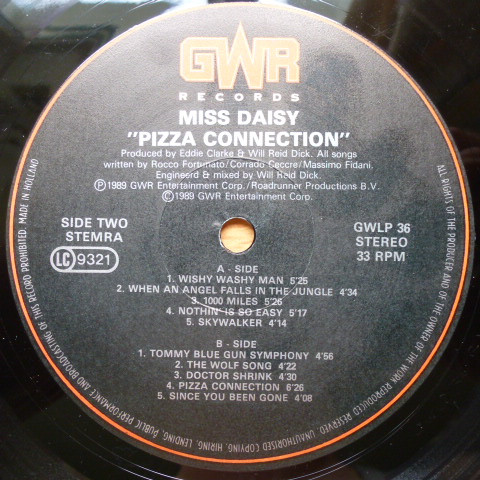 GWR
RECORDS
MISS DAISY
"PIZZA CONNECTION"
Produced by Eddie Clarke & Will Reid Dick. All songs
written by Rocco Fortunato/Corrado Ceccre/Massimo Fidani.
Engineerd & mixed by Will Reid Dick.
Ⓟ1989 GWR Entertainment Corp./Roadrunner Productions B.V.
©1989 GWR Entertainment Corp.
SIDE TWO
STEMRA
LC 9321
GWLP 36
STEREO
33 RPM
A - SIDE
1. WISHY WASHY MAN 5'25
2. WHEN AN ANGEL FALLS IN THE JUNGLE 4'34
3. 1000 MILES 5'26
4. NOTHIN' IS SO EASY 5'17
5. SKYWALKER 4'14
B - SIDE
1. TOMMY BLUE GUN SYMPHONY 4'56
2. THE WOLF SONG 4'22
3. DOCTOR SHRINK 4'30
4. PIZZA CONNECTION 6'26
5. SINCE YOU BEEN GONE 4'08
ALL RIGHTS OF THE PRODUCER AND OF THE OWNER OF THE WORK REPRODUCED RESERVED. UNAUTHORISED COPYING, HIRING, LENDING, PUBLIC PERFORMANCE AND BROADCASTING OF THIS RECORD PROHIBITED. MADE IN HOLLAND